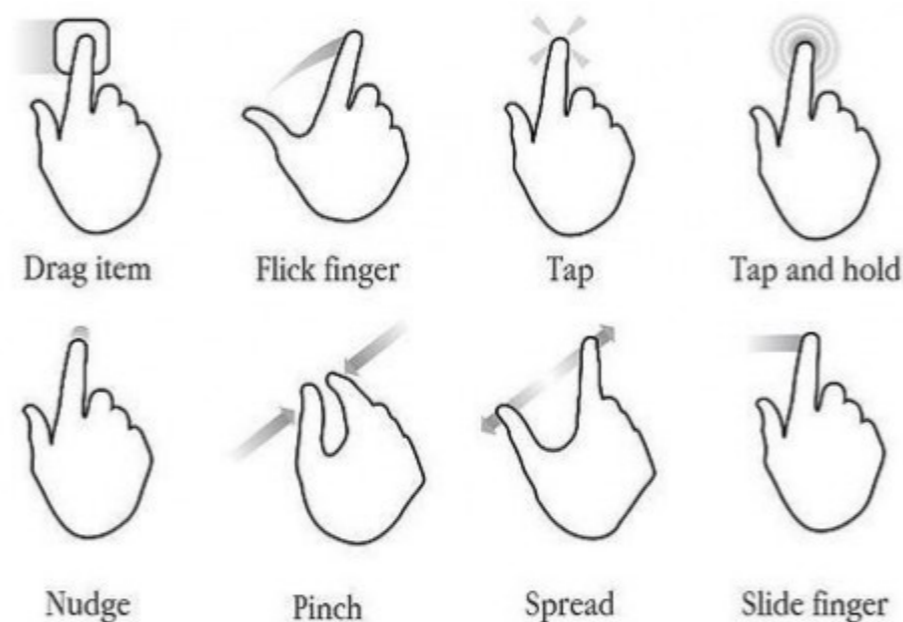 Drag item
Flick finger
Tap
Tap and hold
Nudge
Pinch
Spread
Slide finger